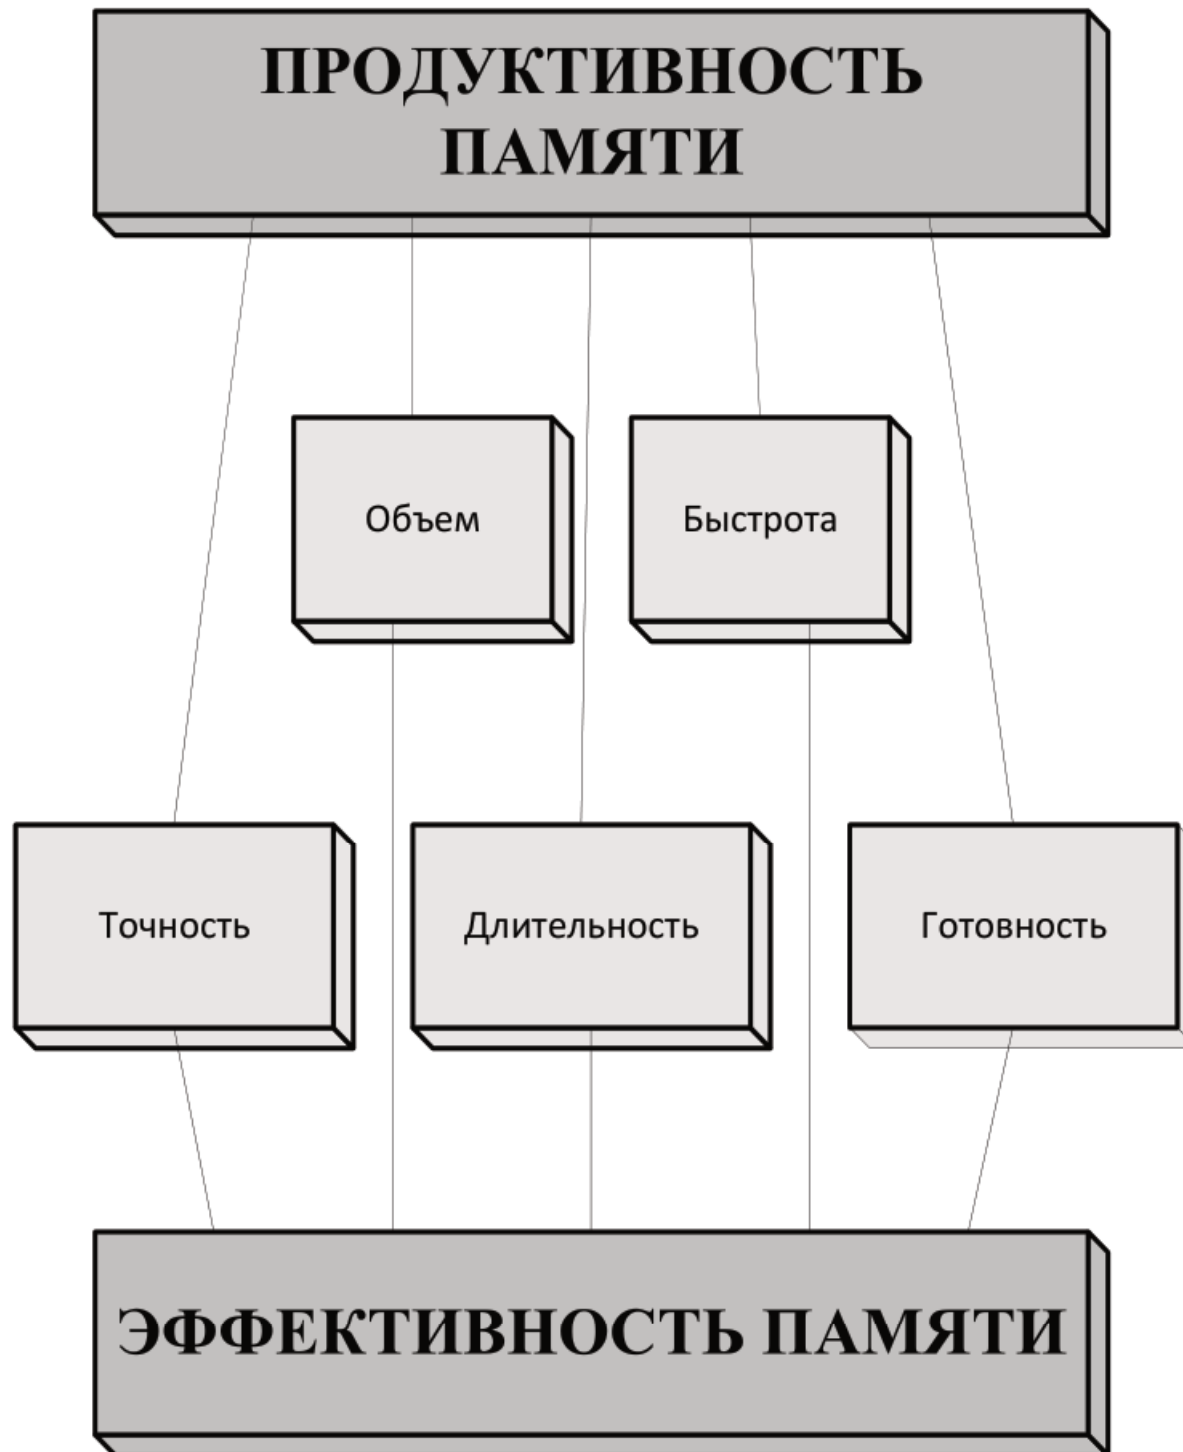 ПРОДУКТИВНОСТЬ
ПАМЯТИ
Объем
Быстрота
Точность
Длительность
Готовность
ЭФФЕКТИВНОСТЬ ПАМЯТИ